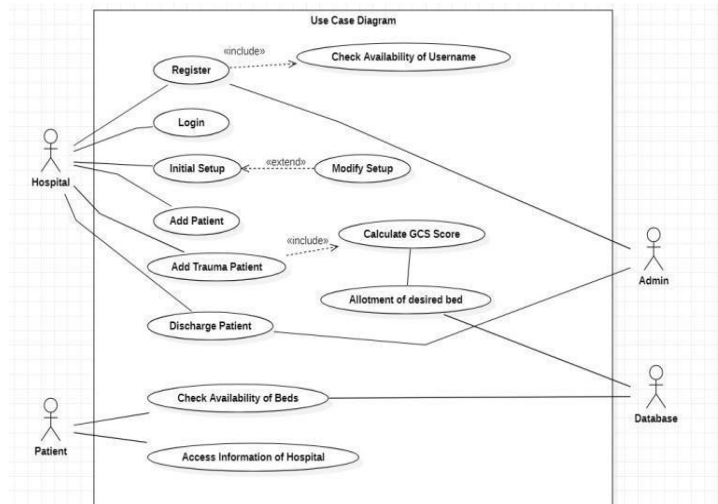 Use Case Diagram
«include»
Check Availability of Username
Register
Login
Initial Setup
«extend»
Modify Setup
Hospital
Add Patient
«include»
Calculate GCS Score
Add Trauma Patient
Admin
Allotment of desired bed
Discharge Patient
Check Availability of Beds
Database
Patient
Access Information of Hospital